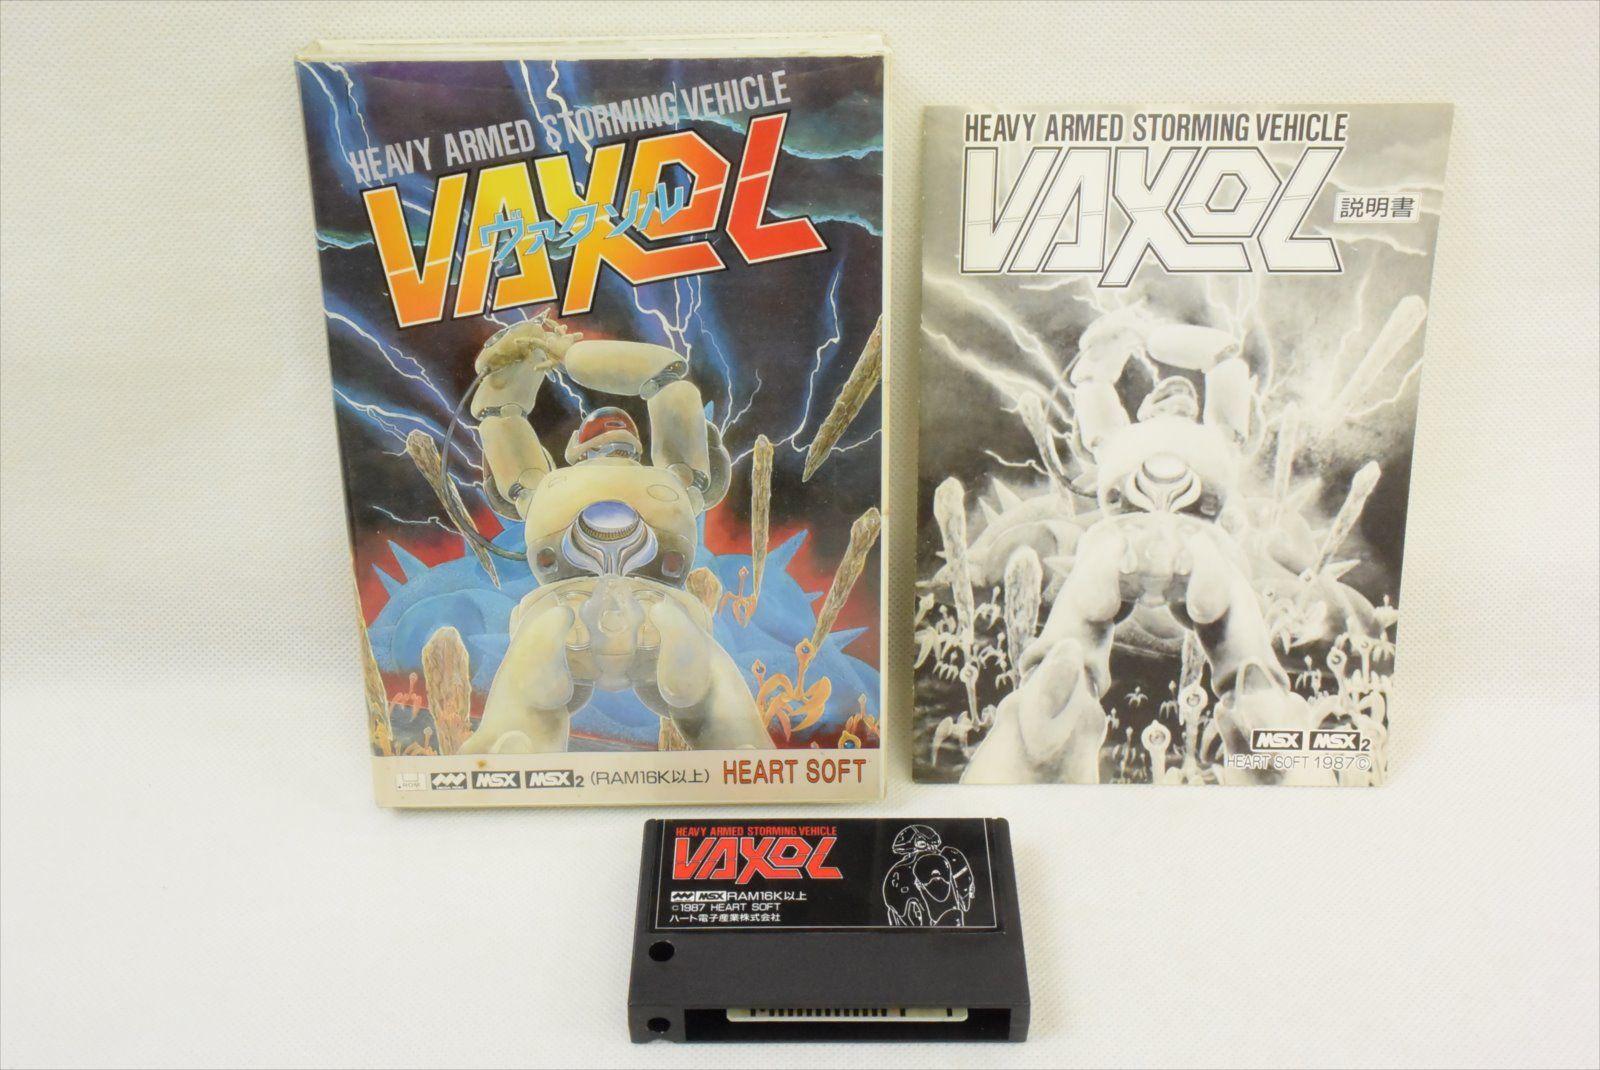 HEAVY ARMED STORMING VEHICLE
VAXOL
ヴァクソル
ROM MSX MSX2 (RAM16K以上) HEART SOFT
HEAVY ARMED STORMING VEHICLE
VAXOL
説明書
MSX MSX2
HEART SOFT 1987©
HEAVY ARMED STORMING VEHICLE
VAXOL
MSX RAM16K以上
©1987 HEART SOFT
ハート電子産業株式会社